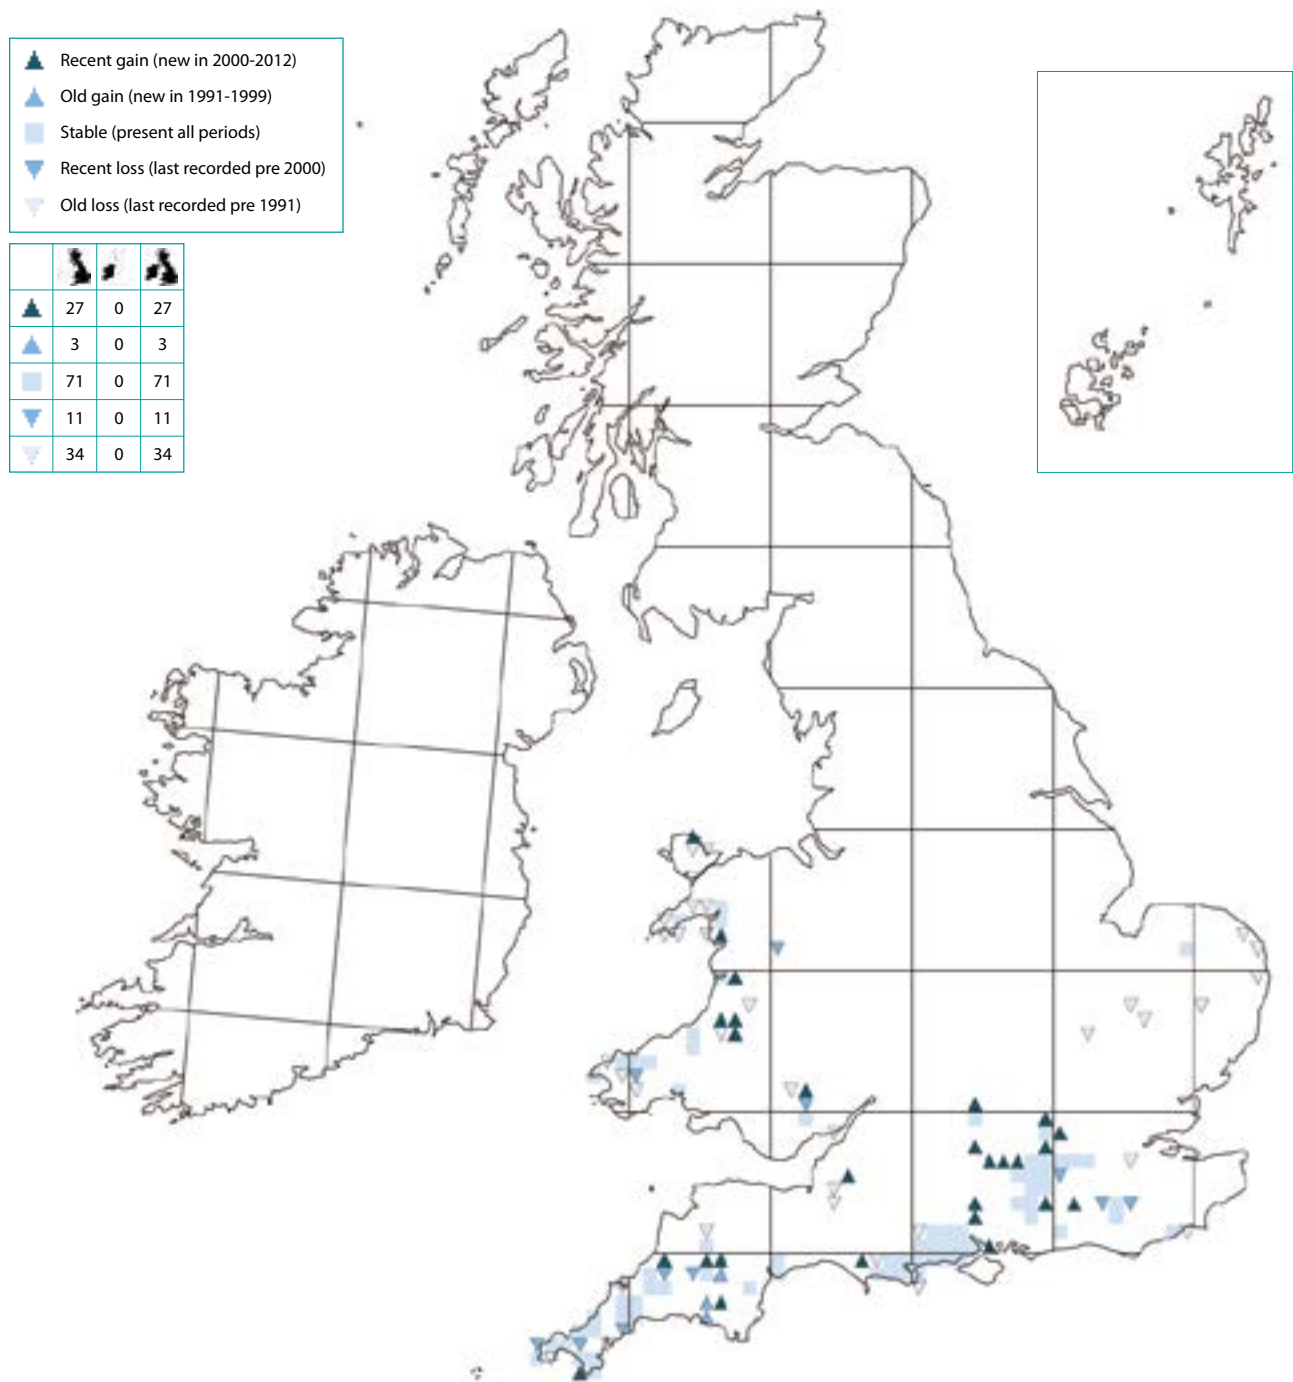 Recent gain (new in 2000-2012)
Old gain (new in 1991-1999)
Stable (present all periods)
Recent loss (last recorded pre 2000)
Old loss (last recorded pre 1991)
27 0 27
3 0 3
71 0 71
11 0 11
34 0 34